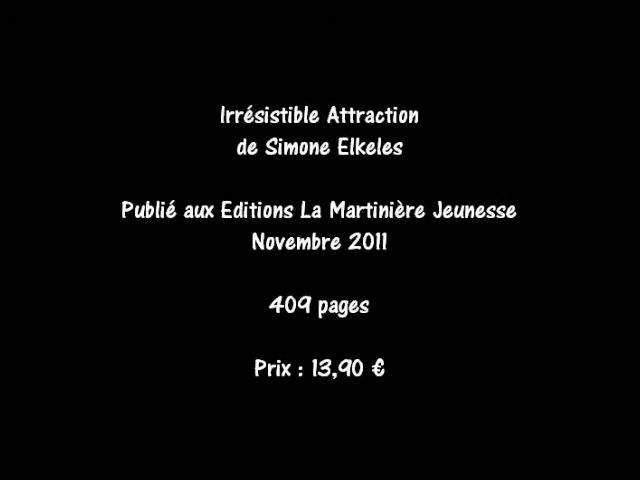 Irrésistible Attraction
de Simone Elkeles
Publié aux Editions La Martinière Jeunesse
Novembre 2011
409 pages
Prix : 13,90 €